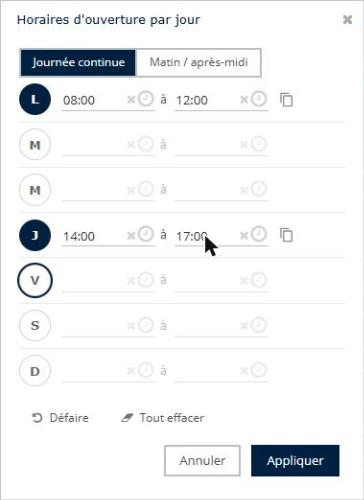 Horaires d'ouverture par jour
Journée continue Matin / après-midi
L 08:00 à 12:00
M à
M à
J 14:00 à 17:00
V à
S à
D à
Défaire Tout effacer
Annuler Appliquer